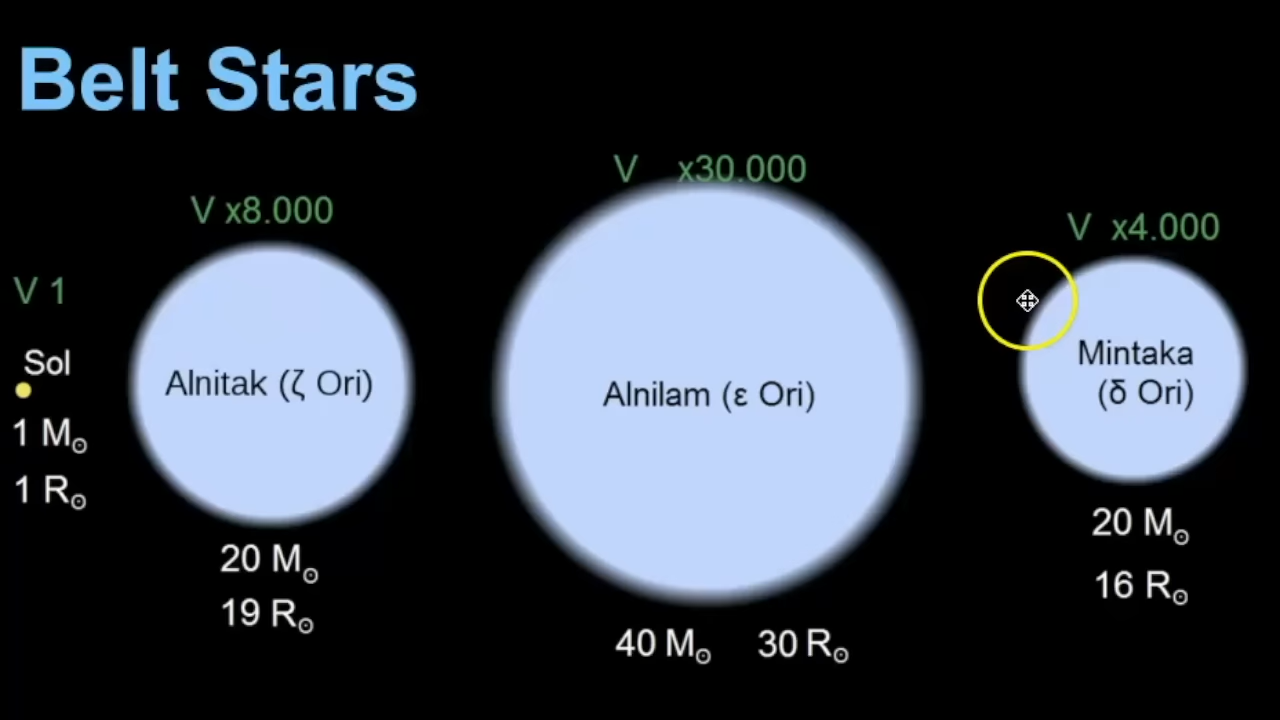 Belt Stars
V 1
Sol
1 M☉
1 R☉
V x8.000
Alnitak (ζ Ori)
20 M☉
19 R☉
V x30.000
Alnilam (ε Ori)
40 M☉ 30 R☉
V x4.000
Mintaka
(δ Ori)
20 M☉
16 R☉